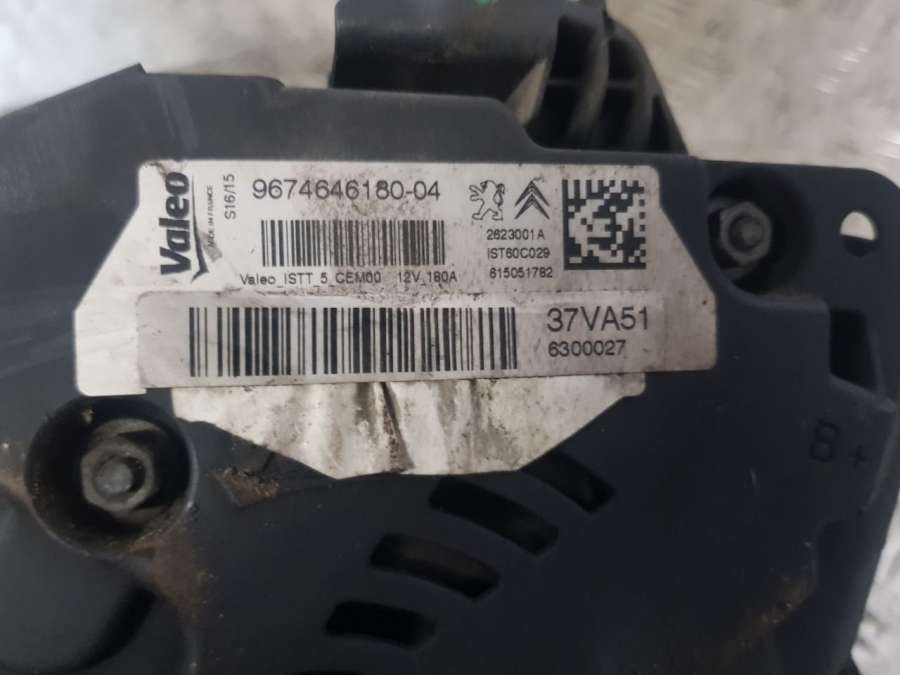 Valeo
MADE IN FRANCE
S16/15
9674646180-04
2623001A
IST60C029
615051782
Valeo_ISTT_5_CEM00 12V 180A
37VA51
6300027
B+